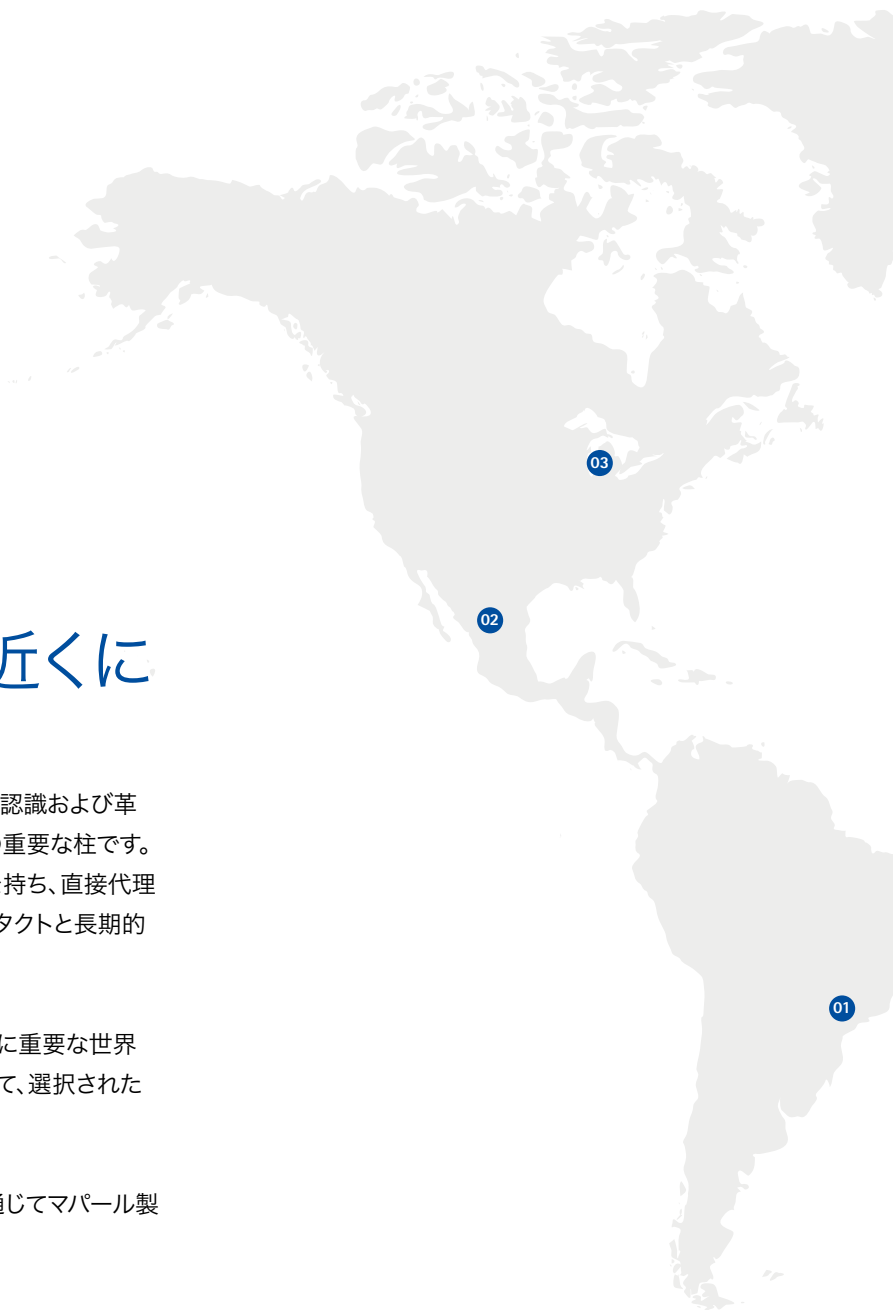 近くに
認識および革
重要な柱です。
持ち、直接代理
タクトと長期的
に重要な世界
て、選択された
じてマパール製
03
02
01